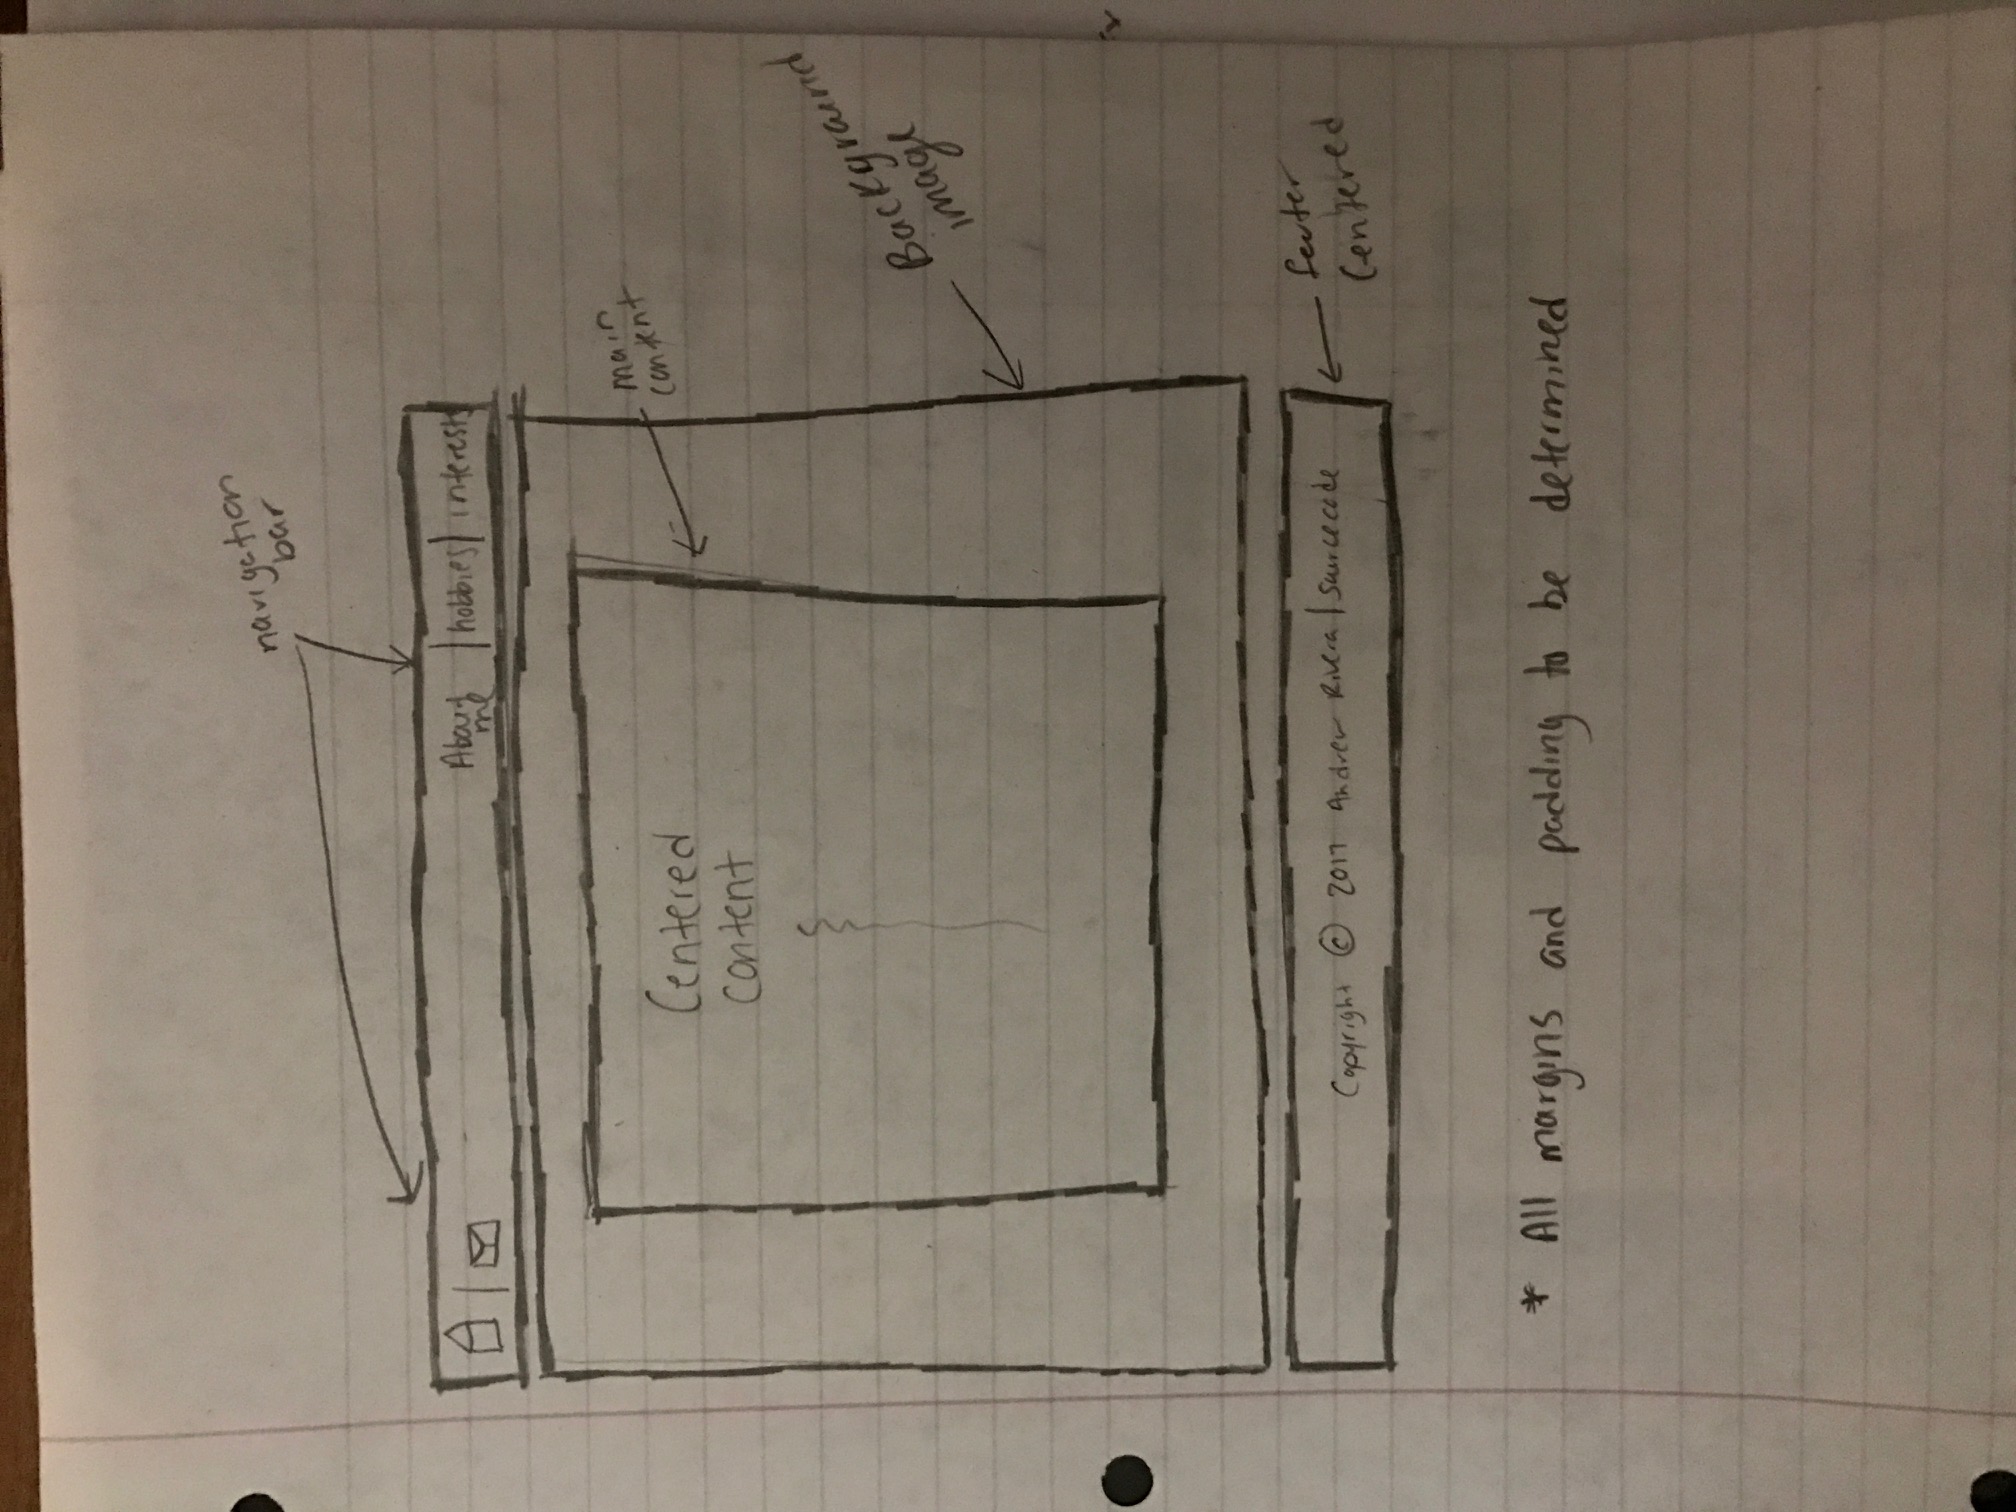 navigation
bar
About
me | hobbies | interests
Centered
content
main
content
Background
image
Copyright © 2017 Andrew Rivera | sourcecode
footer
Centered
* All margins and padding to be determined